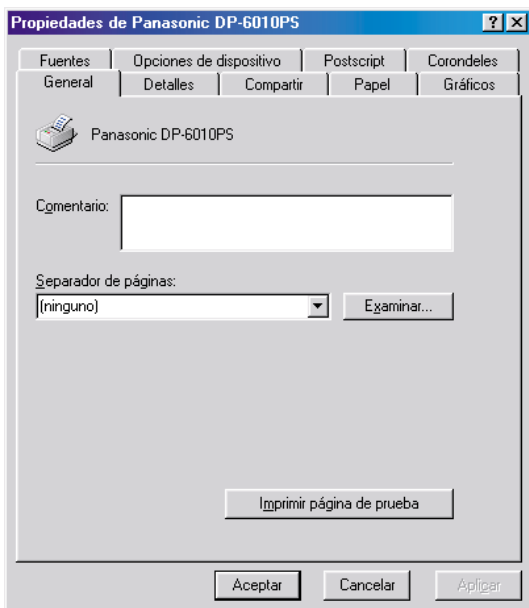 Propiedades de Panasonic DP-6010PS
Fuentes Opciones de dispositivo Postscript Corondeles
General Detalles Compartir Papel Gráficos
Panasonic DP-6010PS
Comentario:
Separador de páginas:
(ninguno) Examinar...
Imprimir página de prueba
Aceptar Cancelar Aplicar